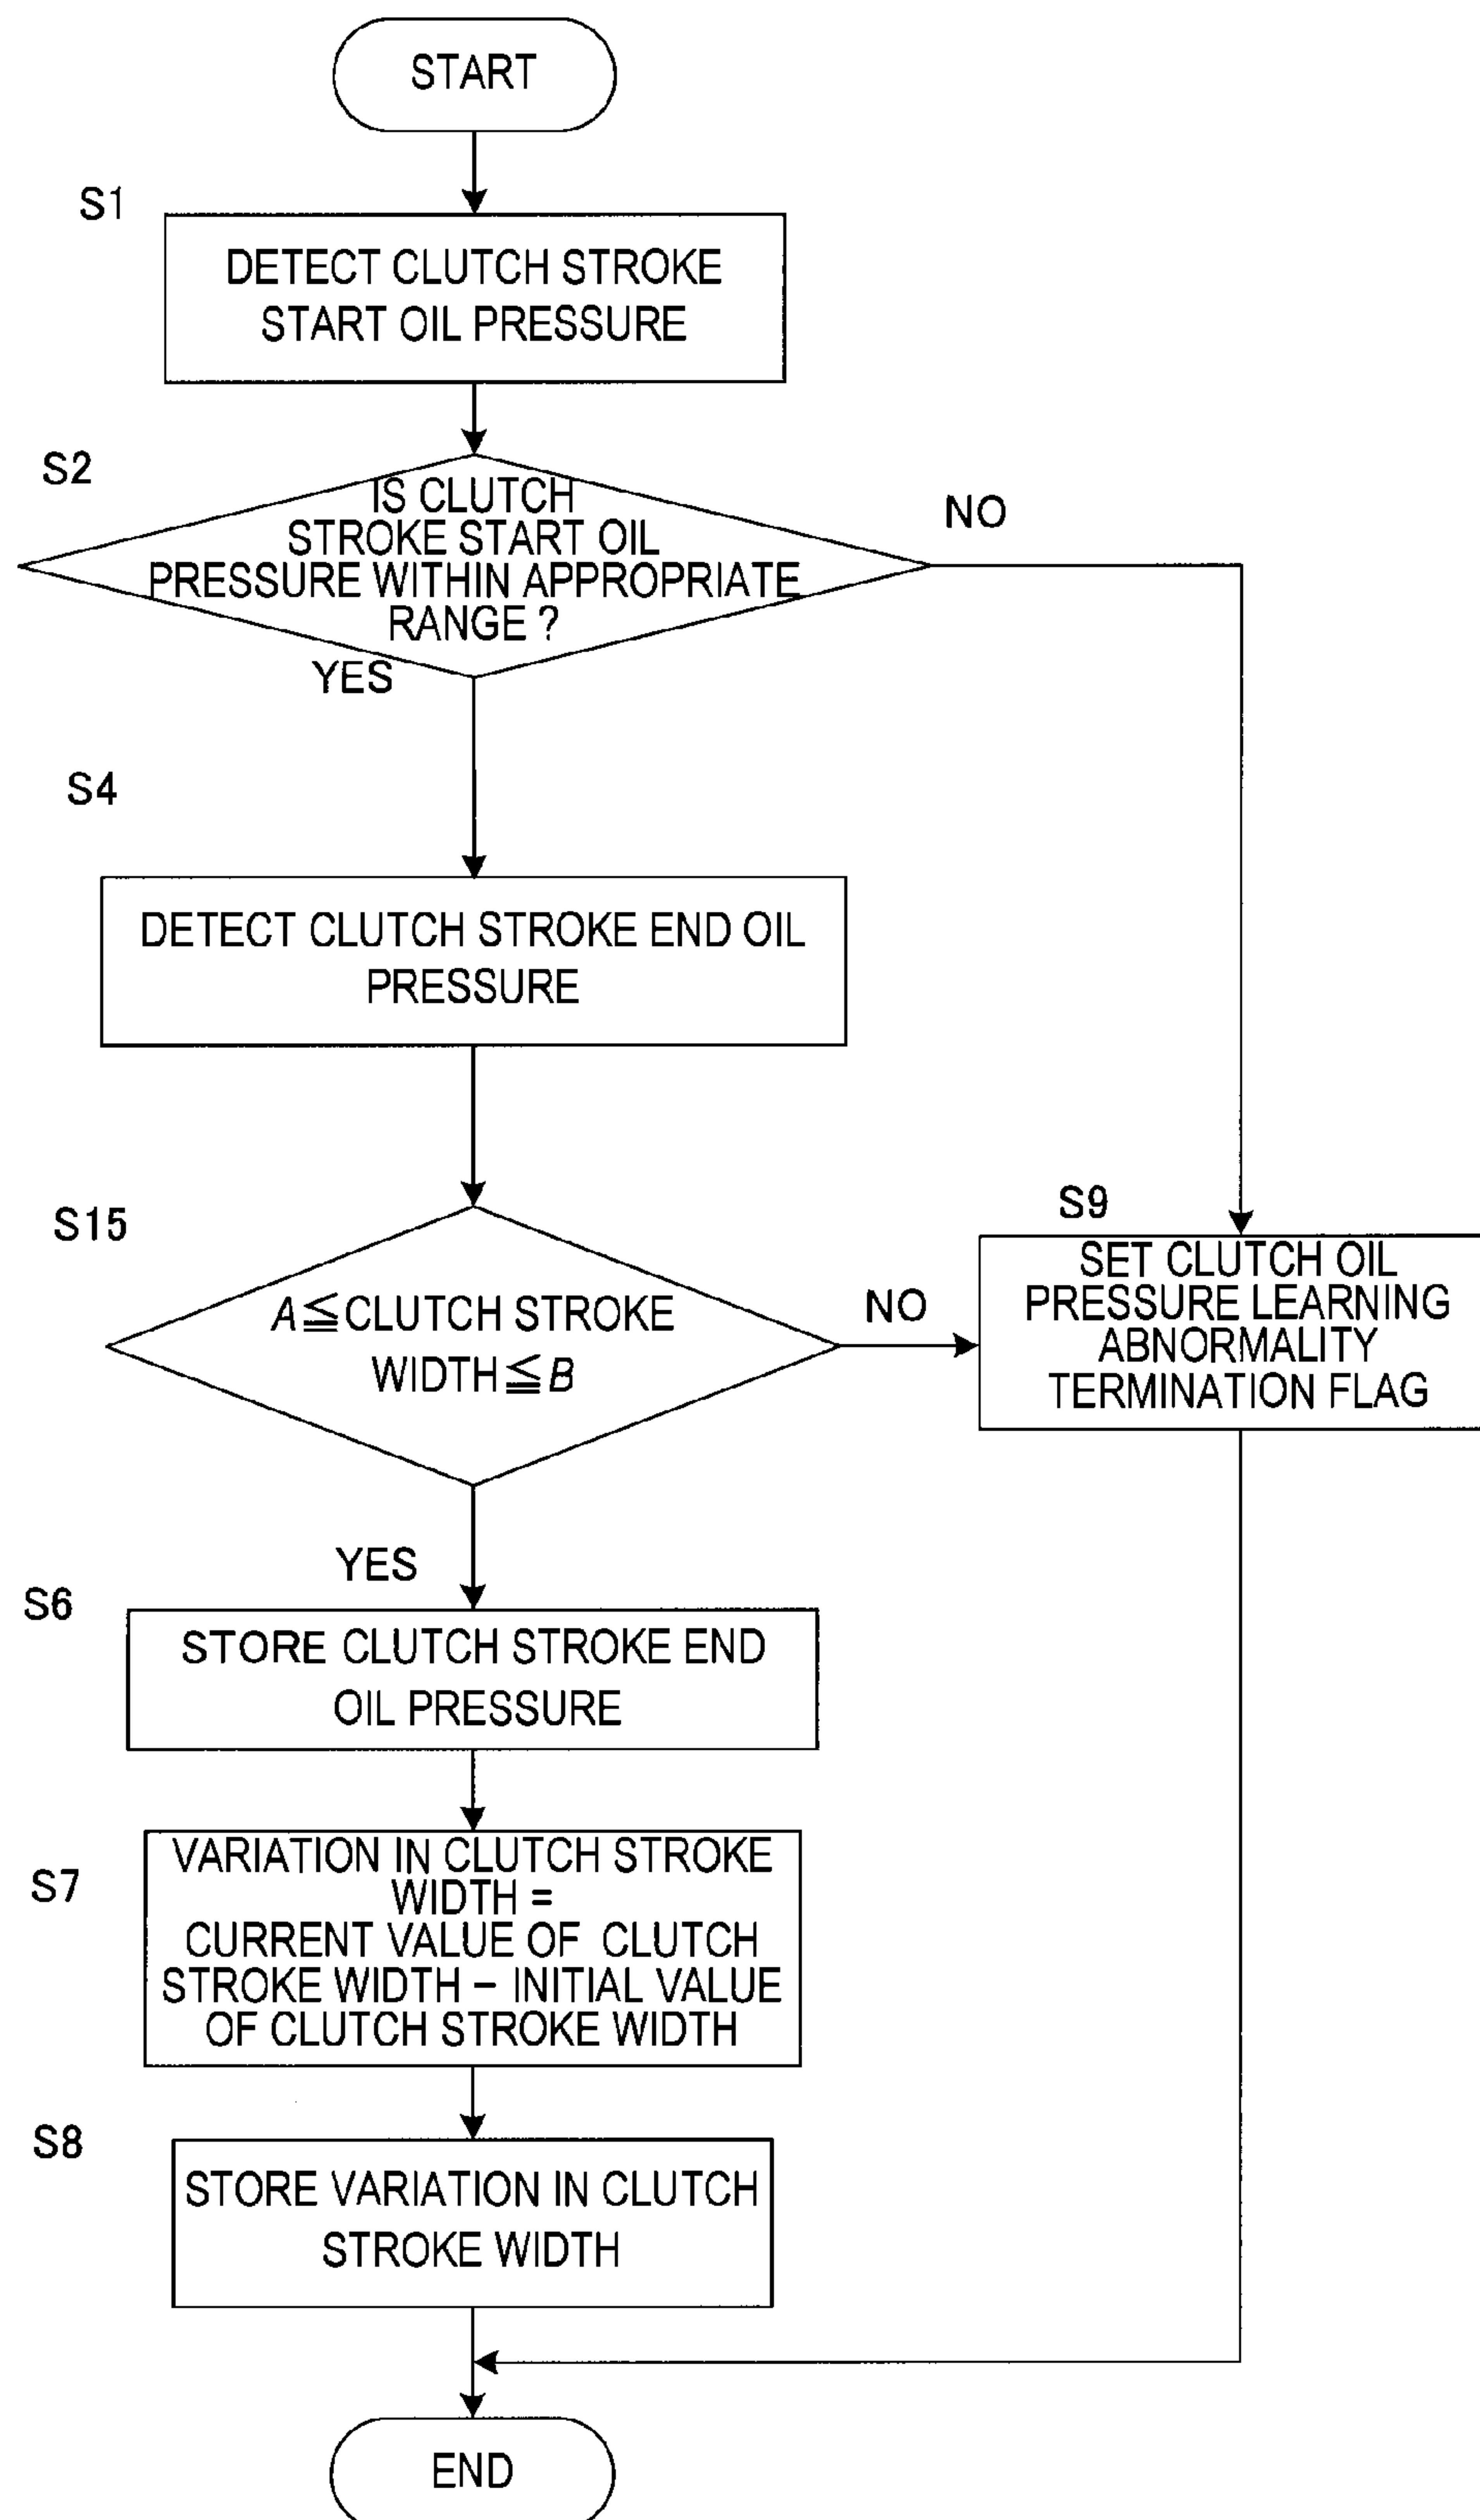 START
S1
DETECT CLUTCH STROKE
START OIL PRESSURE
S2
IS CLUTCH
STROKE START OIL
PRESSURE WITHIN APPROPRIATE
RANGE ?
NO
YES
S4
DETECT CLUTCH STROKE END OIL
PRESSURE
S15
A≦CLUTCH STROKE
WIDTH≦B
NO
S9
SET CLUTCH OIL
PRESSURE LEARNING
ABNORMALITY
TERMINATION FLAG
YES
S6
STORE CLUTCH STROKE END
OIL PRESSURE
S7
VARIATION IN CLUTCH STROKE
WIDTH =
CURRENT VALUE OF CLUTCH
STROKE WIDTH – INITIAL VALUE
OF CLUTCH STROKE WIDTH
S8
STORE VARIATION IN CLUTCH
STROKE WIDTH
END